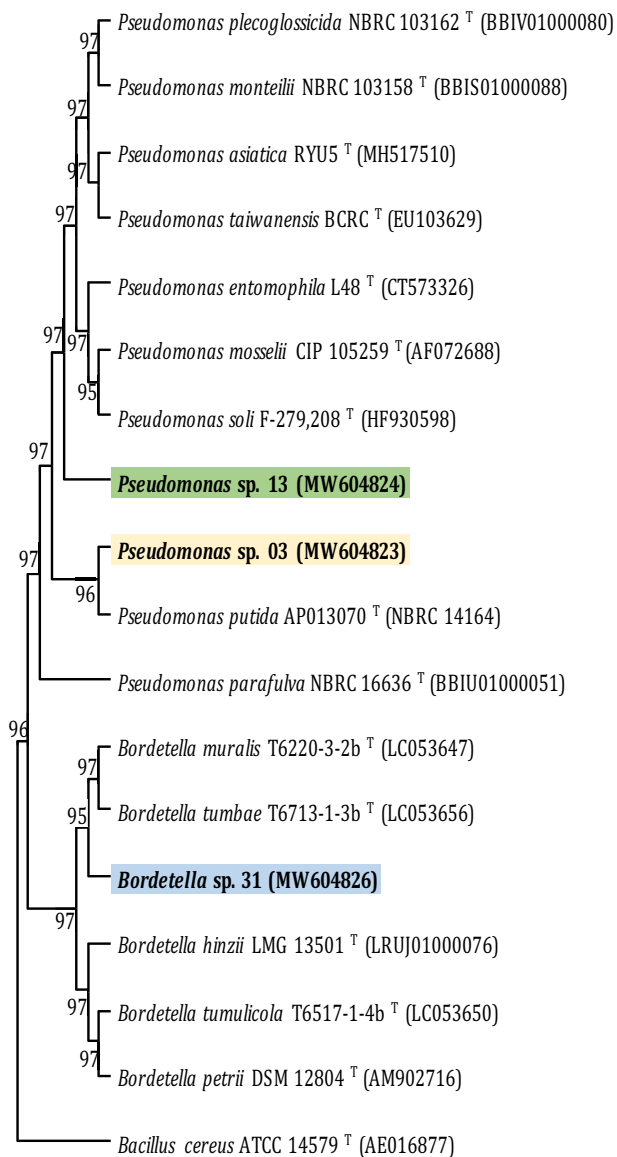 97
Pseudomonas plecoglossicida NBRC 103162 T (BBIV01000080)
97
Pseudomonas monteilii NBRC 103158 T (BBIS01000088)
97
Pseudomonas asiatica RYU5 T (MH517510)
97
Pseudomonas taiwanensis BCRC T (EU103629)
Pseudomonas entomophila L48 T (CT573326)
97
97
Pseudomonas mosselii CIP 105259 T (AF072688)
95
Pseudomonas soli F-279,208 T (HF930598)
97
Pseudomonas sp. 13 (MW604824)
97
Pseudomonas sp. 03 (MW604823)
96
Pseudomonas putida AP013070 T (NBRC 14164)
Pseudomonas parafulva NBRC 16636 T (BBIU01000051)
96
Bordetella muralis T6220-3-2b T (LC053647)
97
Bordetella tumbae T6713-1-3b T (LC053656)
95
Bordetella sp. 31 (MW604826)
97
Bordetella hinzii LMG 13501 T (LRUJ01000076)
97
Bordetella tumulicola T6517-1-4b T (LC053650)
97
Bordetella petrii DSM 12804 T (AM902716)
Bacillus cereus ATCC 14579 T (AE016877)